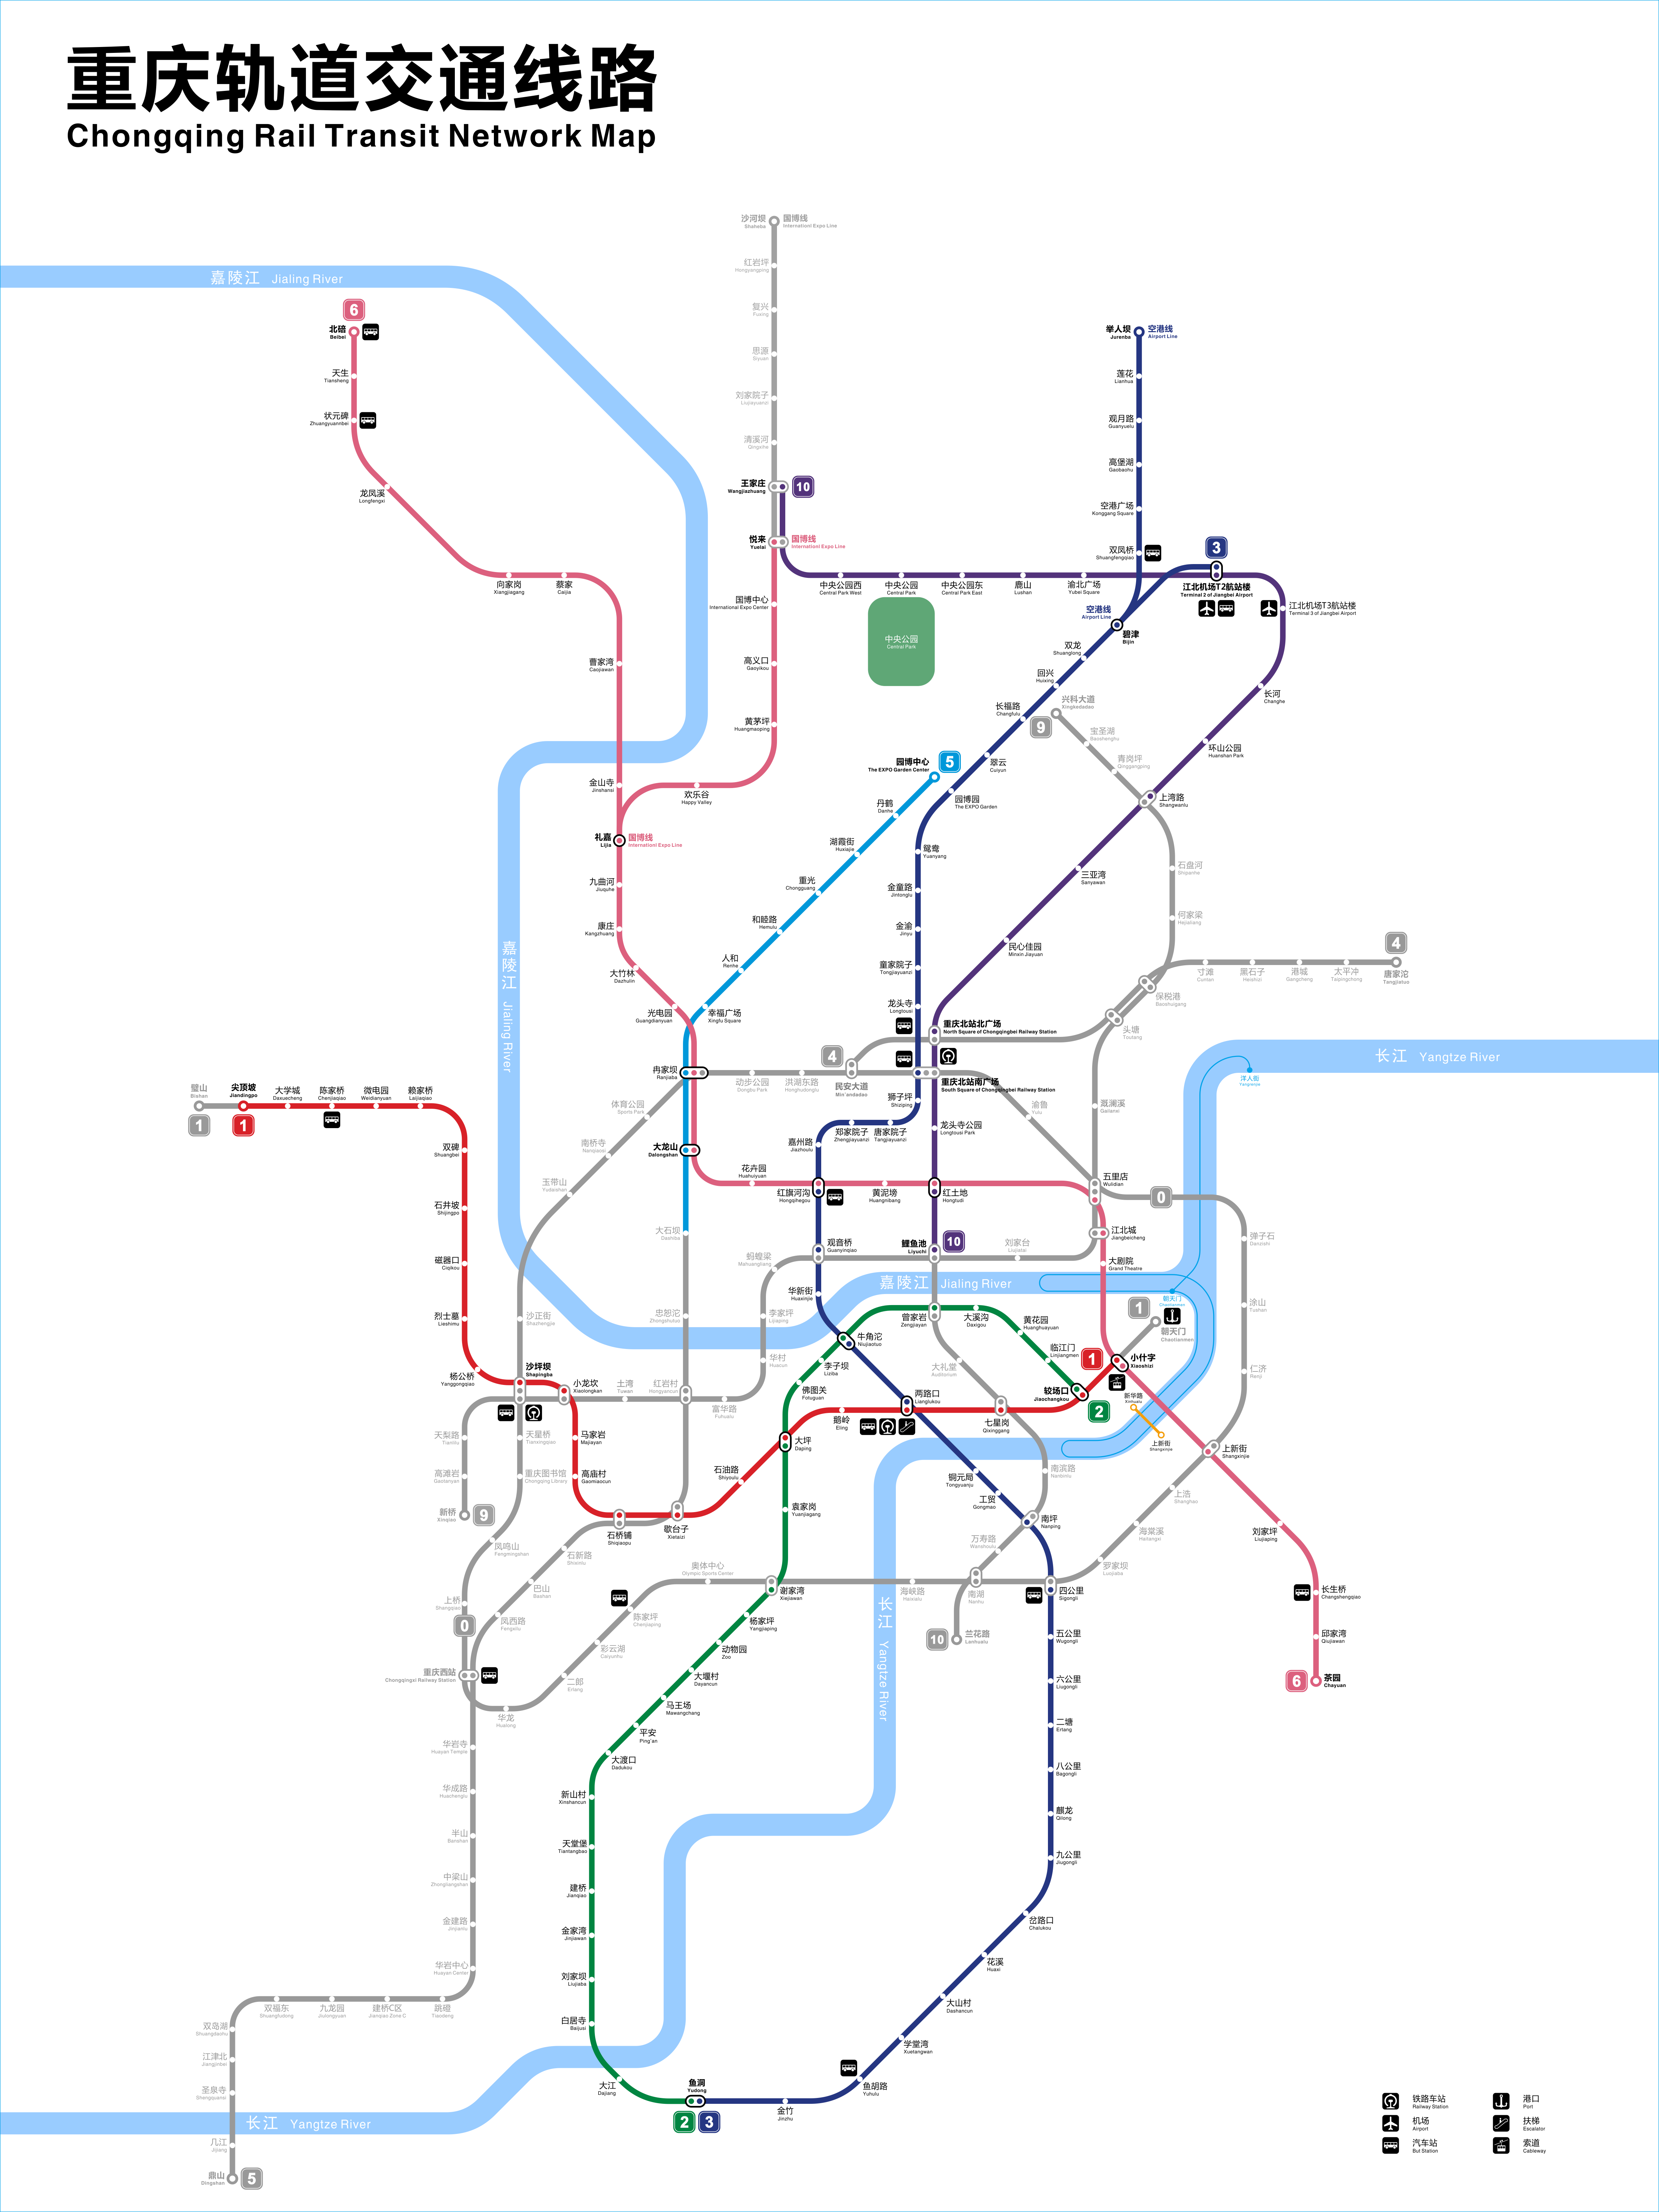 重庆轨道交通线路
Chongqing Rail Transit Network Map
沙河坝
Shaheba
国博线
Internationl Expo Line
红岩坪
Hongyangping
复兴
Fuxing
思源
Siyuan
刘家院子
Liujiayuanzi
清溪河
Qingxihe
王家庄
Wangjiazhuang
10
悦来
Yuelai
国博线
Internationl Expo Line
国博中心
International Expo Center
高义口
Gaoyikou
黄茅坪
Huangmaoping
欢乐谷
Happy Valley
嘉陵江 Jialing River
6
北碚
Beibei
天生
Tiansheng
状元碑
Zhuangyuannbei
龙凤溪
Longfengxi
向家岗
Xiangjiagang
蔡家
Caijia
曹家湾
Caojiawan
金山寺
Jinshansi
礼嘉
Lijia
国博线
Internationl Expo Line
九曲河
Jiuquhe
康庄
Kangzhuang
大竹林
Dazhulin
光电园
Guangdianyuan
举人坝
Jurenba
空港线
Airport Line
莲花
Lianhua
观月路
Guanyuelu
高堡湖
Gaobaohu
空港广场
Konggang Square
双凤桥
Shuangfengqiao
3
江北机场T2航站楼
Terminal 2 of Jiangbei Airport
江北机场T3航站楼
Terminal 3 of Jiangbei Airport
中央公园西
Central Park West
中央公园
Central Park
中央公园东
Central Park East
鹿山
Lushan
渝北广场
Yubei Square
中央公园
Central Park
空港线
Airport Line
碧津
Bijin
双龙
Shuanglong
回兴
Huixing
长福路
Changfulu
翠云
Cuiyun
园博园
The EXPO Garden
鸳鸯
Yuanyang
金童路
Jintonglu
金渝
Jinyu
童家院子
Tongjiayuanzi
龙头寺
Longtousi
长河
Changhe
环山公园
Huanshan Park
上湾路
Shangwanlu
三亚湾
Sanyawan
民心佳园
Minxin Jiayuan
兴科大道
Xingkedadao
9
宝圣湖
Baoshenghu
青岗坪
Qinggangping
石盘河
Shipanhe
何家梁
Hejialiang
园博中心
The EXPO Garden Center
5
丹鹤
Danhe
湖霞街
Huxiajie
重光
Chongguang
和睦路
Hemulu
人和
Renhe
幸福广场
Xingfu Square
4
唐家沱
Tangjiatuo
寸滩
Cuntan
黑石子
Heishizi
港城
Gangcheng
太平冲
Taipingchong
保税港
Baoshuigang
头塘
Toutang
重庆北站北广场
North Square of Chongqingbei Railway Station
4
民安大道
Min'andadao
重庆北站南广场
South Square of Chongqingbei Railway Station
冉家坝
Ranjiaba
动步公园
Dongbu Park
洪湖东路
Honghudonglu
狮子坪
Shiziping
渝鲁
Yulu
溉澜溪
Gailanxi
长江 Yangtze River
洋人街
Yangrenjie
嘉陵江 Jialing River
璧山
Bishan
1
尖顶坡
Jiandingpo
1
大学城
Daxuecheng
陈家桥
Chenjiaqiao
微电园
Weidianyuan
赖家桥
Laijiaqiao
双碑
Shuangbei
石井坡
Shijingpo
磁器口
Ciqikou
烈士墓
Lieshimu
杨公桥
Yanggongqiao
体育公园
Sports Park
南桥寺
Nanqiaosi
玉带山
Yudaishan
大龙山
Dalongshan
花卉园
Huahuiyuan
红旗河沟
Hongqihegou
嘉州路
Jiazhoulu
郑家院子
Zhengjiayuanzi
唐家院子
Tangjiayuanzi
龙头寺公园
Longtousi Park
黄泥塝
Huangnibang
红土地
Hongtudi
五里店
Wulidian
0
江北城
Jiangbeicheng
大剧院
Grand Theatre
弹子石
Danzishi
涂山
Tushan
仁济
Renji
大石坝
Dashiba
蚂蝗梁
Mahuangliang
观音桥
Guanyinqiao
鲤鱼池
Liyuchi
10
刘家台
Liujiatai
嘉陵江 Jialing River
华新街
Huaxinjie
朝天门
Chaotianmen
1
朝天门
Chaotianmen
沙正街
Shazhengjie
忠恕沱
Zhongshutuo
李家坪
Lijiaping
华村
Huacun
牛角沱
Niujiaotuo
曾家岩
Zengjiayan
大溪沟
Daxigou
黄花园
Huanghuayuan
临江门
Linjiangmen
1
小什字
Xiaoshizi
较场口
Jiaochangkou
2
新华路
Xinhualu
上新街
Shangxinjie
上新街
Shangxinjie
李子坝
Liziba
佛图关
Fotuguan
大礼堂
Auditorium
两路口
Lianglukou
七星岗
Qixinggang
鹅岭
Eling
大坪
Daping
沙坪坝
Shapingba
小龙坎
Xiaolongkan
土湾
Tuwan
红岩村
Hongyancun
富华路
Fuhualu
天梨路
Tianlilu
高滩岩
Gaotanyan
新桥
Xinqiao
9
天星桥
Tianxingqiao
重庆图书馆
Chongqing Library
马家岩
Majiayan
高庙村
Gaomiaocun
石桥铺
Shiqiaopu
歇台子
Xietaizi
石油路
Shiyoulu
袁家岗
Yuanjiagang
凤鸣山
Fengmingshan
石新路
Shixinlu
巴山
Bashan
凤西路
Fengxilu
上桥
Shangqiao
0
重庆西站
Chongqingxi Railway Station
华龙
Hualong
二郎
Erlang
彩云湖
Caiyunhu
陈家坪
Chenjiaping
奥体中心
Olympic Sports Center
谢家湾
Xiejiawan
海峡路
Haixialu
南湖
Nanhu
兰花路
Lanhualu
10
万寿路
Wanshoulu
南坪
Nanping
南滨路
Nanbinlu
铜元局
Tongyuanju
工贸
Gongmao
四公里
Sigongli
罗家坝
Luojiaba
海棠溪
Haitangxi
上浩
Shanghao
刘家坪
Liujiaping
长生桥
Changshengqiao
邱家湾
Qiujiawan
6
茶园
Chayuan
杨家坪
Yangjiaping
动物园
Zoo
大堰村
Dayancun
马王场
Mawangchang
平安
Ping'an
大渡口
Dadukou
新山村
Xinshancun
天堂堡
Tiantangbao
建桥
Jianqiao
金家湾
Jinjiawan
刘家坝
Liujiaba
白居寺
Baijusi
大江
Dajiang
鱼洞
Yudong
2
3
金竹
Jinzhu
鱼胡路
Yuhulu
学堂湾
Xuetangwan
大山村
Dashancun
花溪
Huaxi
岔路口
Chalukou
九公里
Jiugongli
麒龙
Qilong
八公里
Bagongli
二塘
Ertang
六公里
Liugongli
五公里
Wugongli
长江 Yangtze River
华岩寺
Huayan Temple
华成路
Huachenglu
半山
Banshan
中梁山
Zhongliangshan
金建路
Jinjianlu
华岩中心
Huayan Center
跳磴
Tiaodeng
建桥C区
Jianqiao Zone C
九龙园
Jiulongyuan
双福东
Shuangfudong
双岛湖
Shuangdaohu
江津北
Jiangjinbei
圣泉寺
Shengquansi
长江 Yangtze River
几江
Jijiang
鼎山
Dingshan
5
铁路车站
Railway Station
机场
Airport
汽车站
But Station
港口
Port
扶梯
Escalator
索道
Cableway